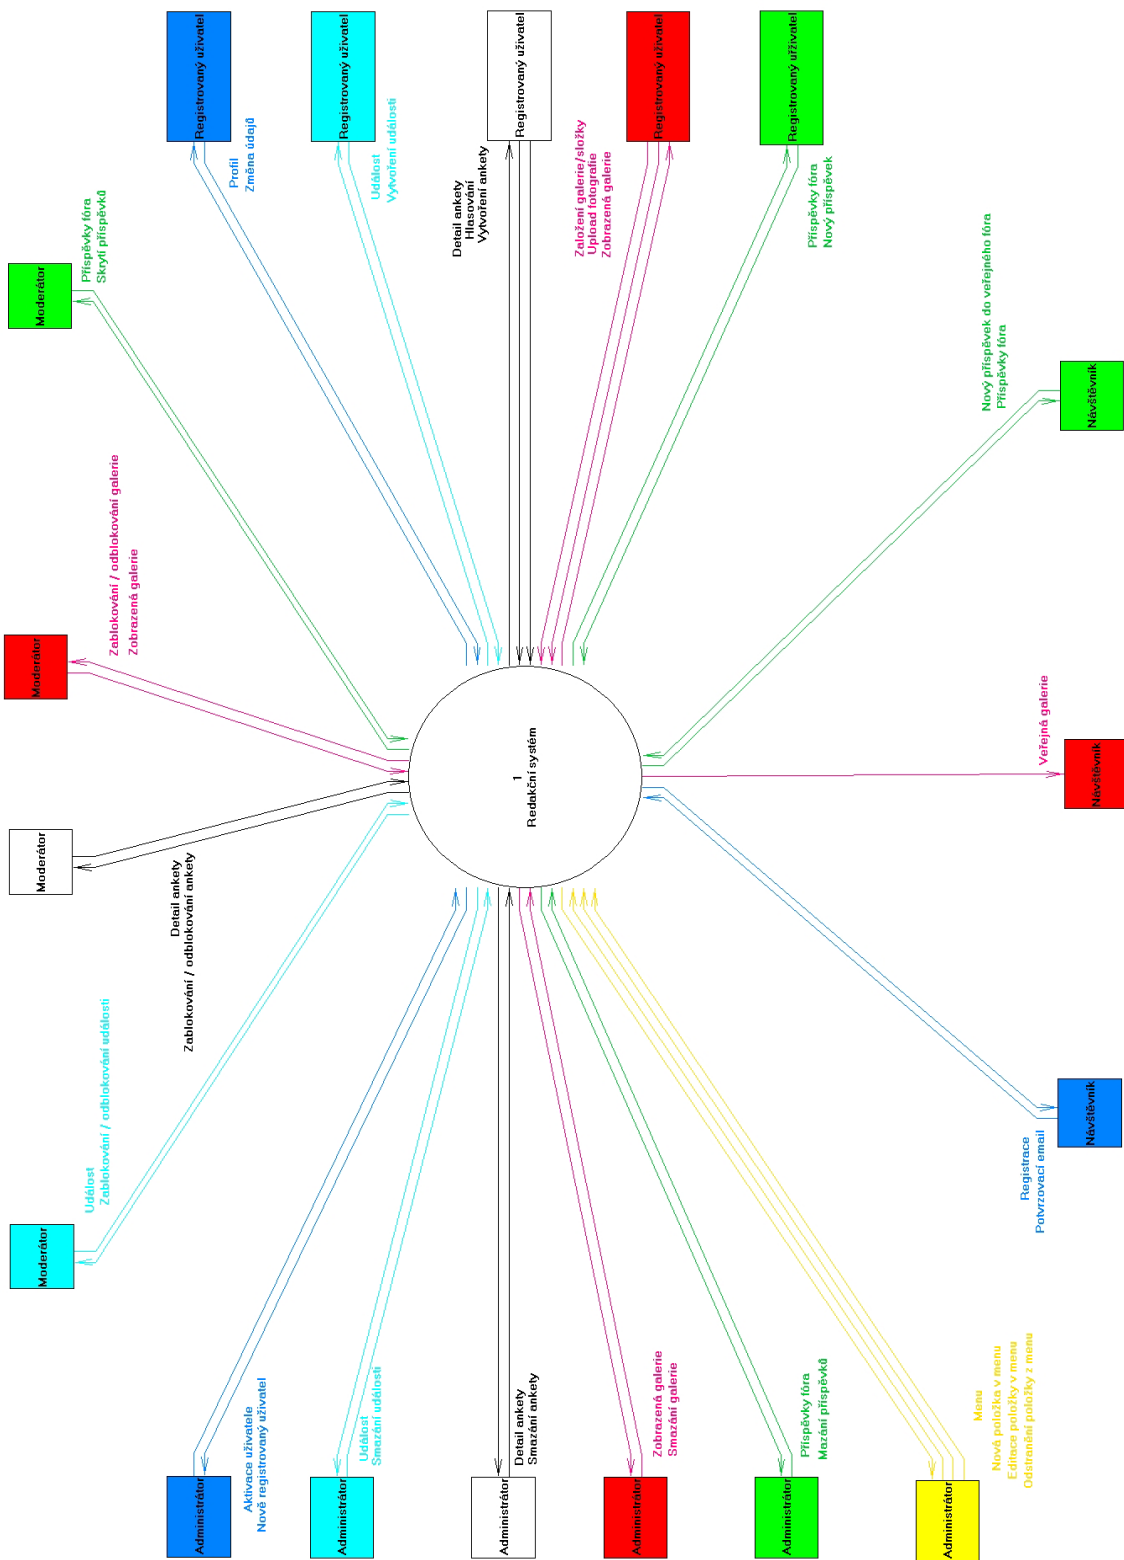 Moderátor
Moderátor
Moderátor
Moderátor
Událost
Zablokování / odblokování události
Detail ankety
Zablokování / odblokování ankety
Zablokování / odblokování galerie
Zobrazená galerie
Příspěvky fóra
Skrytí příspěvků
Administrátor
Aktivace uživatele
Nově registrovaný uživatel
Profil
Změna údajů
Registrovaný uživatel
Administrátor
Událost
Smazání události
Událost
Vytvoření události
Registrovaný uživatel
Administrátor
Detail ankety
Smazání ankety
1
Redakční systém
Detail ankety
Hlasování
Vytvoření ankety
Registrovaný uživatel
Administrátor
Zobrazená galerie
Smazání galerie
Založení galerie/složky
Upload fotografie
Zobrazená galerie
Registrovaný uživatel
Administrátor
Příspěvky fóra
Mazání příspěvků
Příspěvky fóra
Nový příspěvek
Registrovaný uřživatel
Administrátor
Menu
Nová položka v menu
Editace položky v menu
Odstranění položky z menu
Registrace
Potvrzovací email
Veřejná galerie
Nový příspěvek do veřejného fóra
Příspěvky fóra
Návštěvník
Návštěvník
Návštěvník